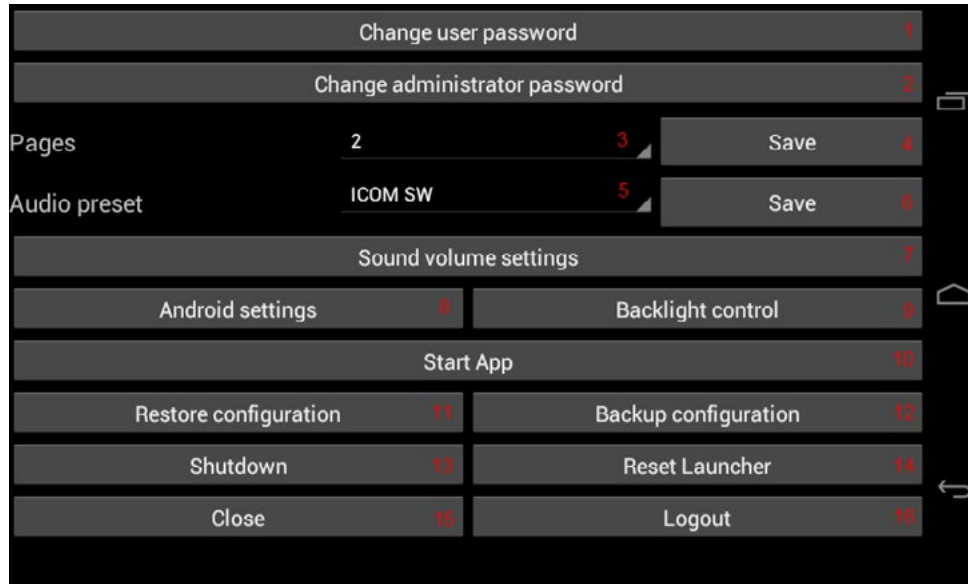 Change user password 1
Change administrator password 2
Pages 2 3 Save 4
Audio preset ICOM SW 5 Save 6
Sound volume settings 7
Android settings 8 Backlight control 9
Start App 10
Restore configuration 11 Backup configuration 12
Shutdown 13 Reset Launcher 14
Close 15 Logout 16